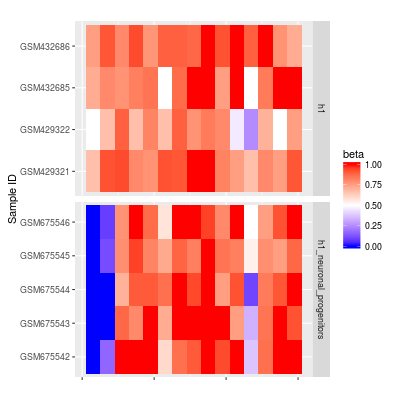 GSM432686
GSM432685
GSM429322
GSM429321
h1
GSM675546
GSM675545
GSM675544
GSM675543
GSM675542
h1_neuronal_progenitors
Sample ID
beta
1.00
0.75
0.50
0.25
0.00